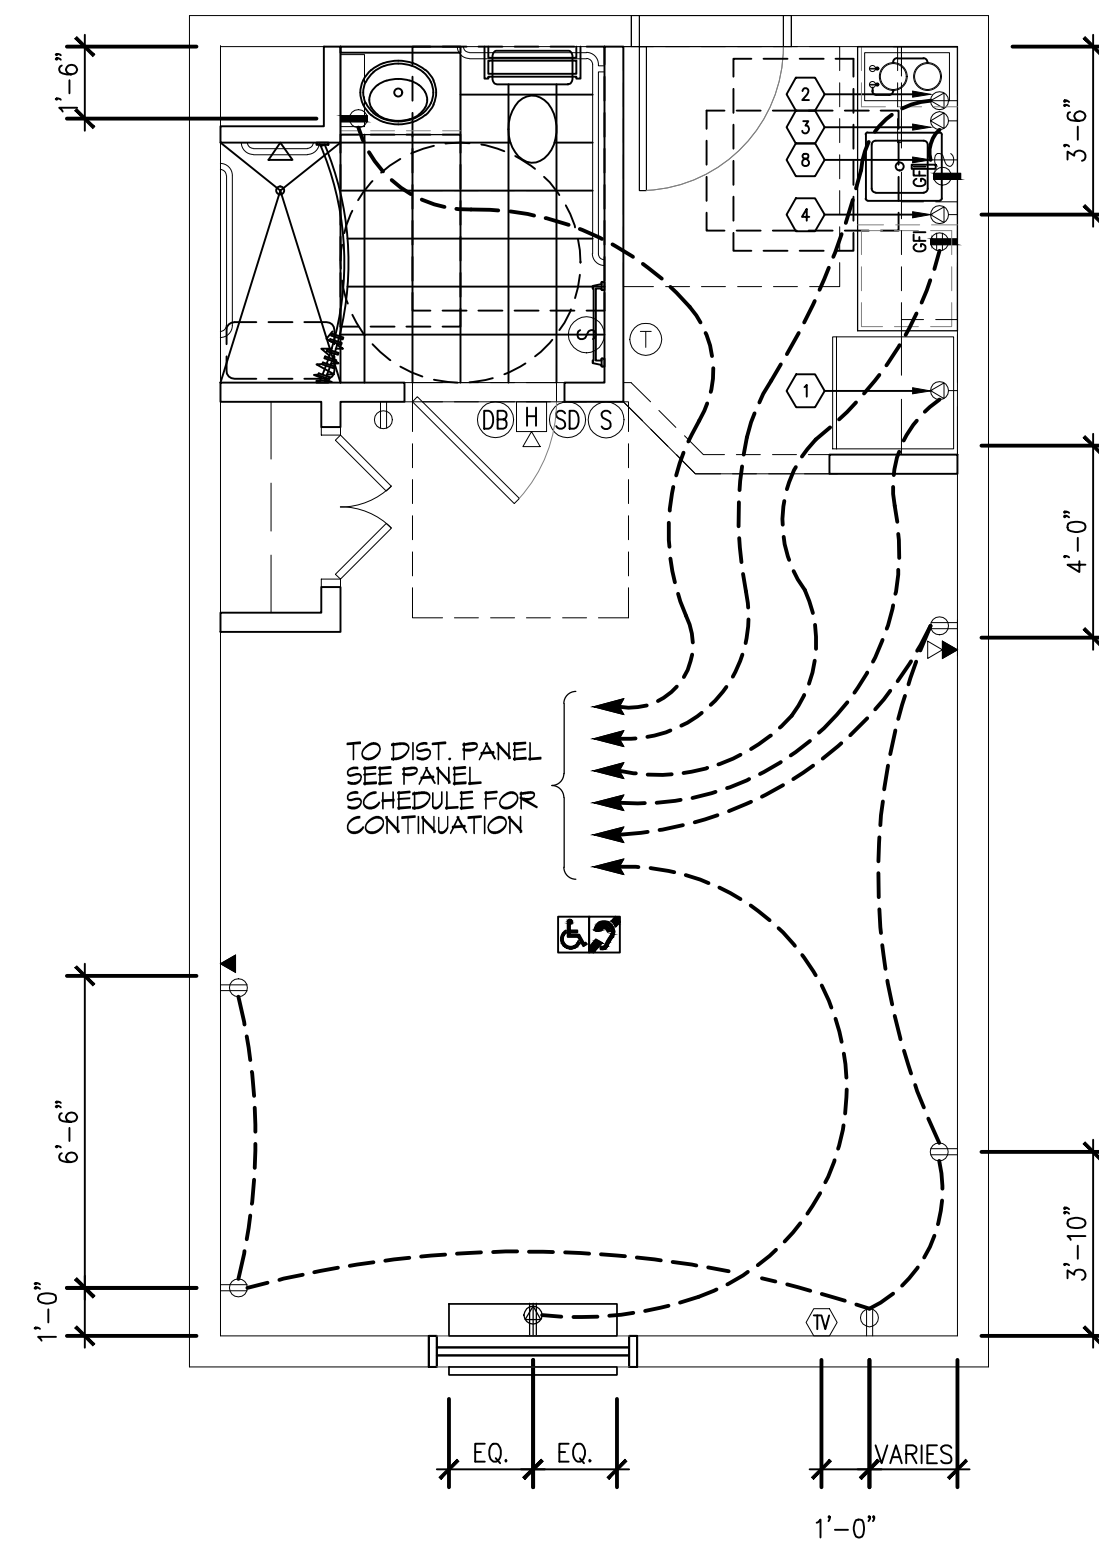 1'-6"
2
3
8
GFI
4
GFI
3'-6"
S
T
1
DB H SD S
4'-0"
TO DIST. PANEL
SEE PANEL
SCHEDULE FOR
CONTINUATION
6'-6"
1'-0"
3'-10"
TV
EQ. EQ.
VARIES
1'-0"